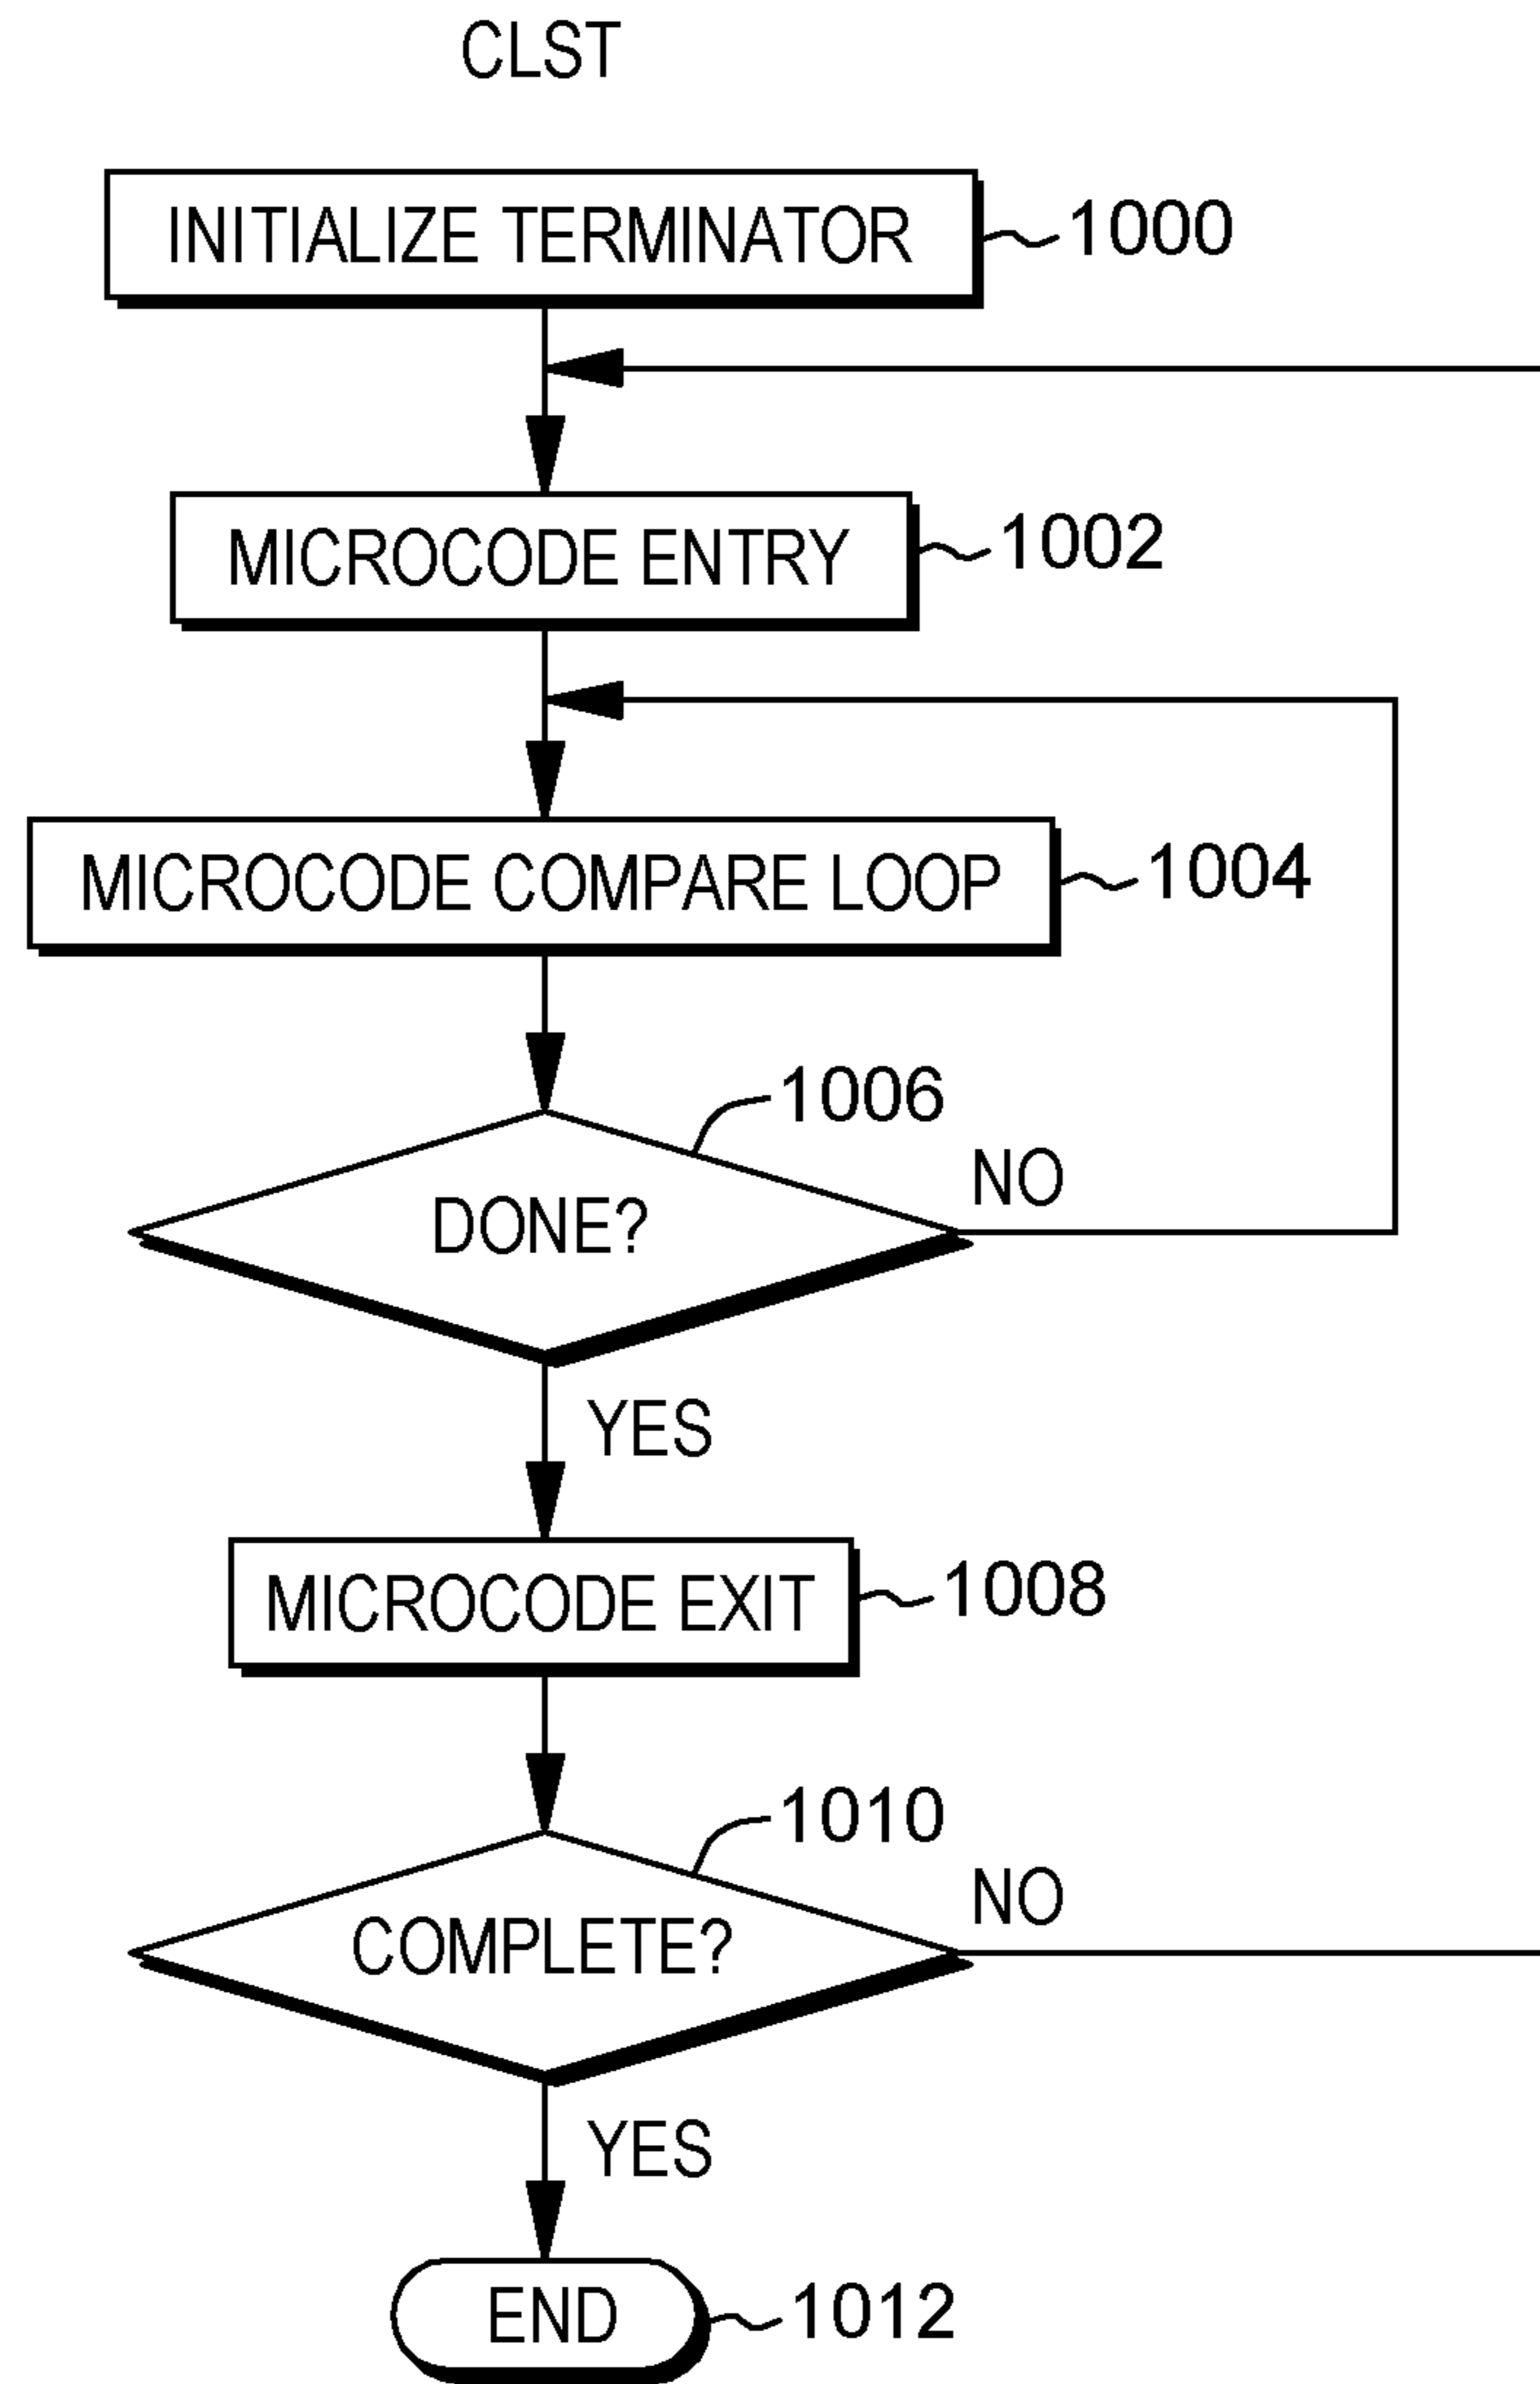 CLST
INITIALIZE TERMINATOR
1000
MICROCODE ENTRY
1002
MICROCODE COMPARE LOOP
1004
1006
DONE?
NO
YES
MICROCODE EXIT
1008
1010
COMPLETE?
NO
YES
END
1012